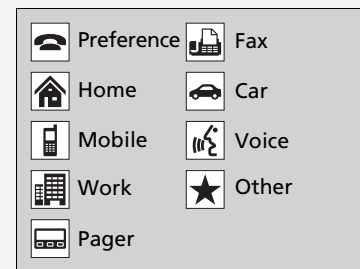 Preference Fax
Home Car
Mobile Voice
Work Other
Pager